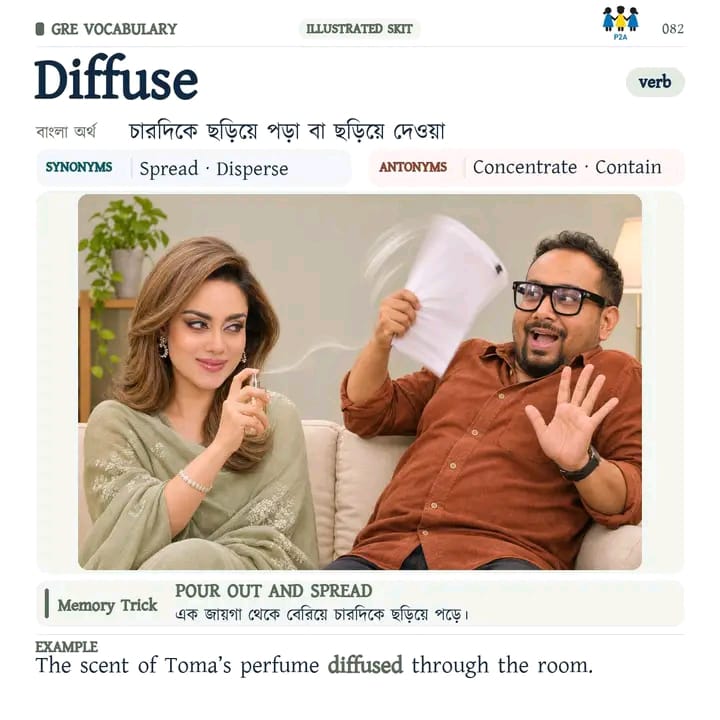 GRE VOCABULARY
ILLUSTRATED SKIT
P2A
082
Diffuse
verb
বাংলা অর্থ চারদিকে ছড়িয়ে পড়া বা ছড়িয়ে দেওয়া
SYNONYMS Spread · Disperse
ANTONYMS Concentrate · Contain
Memory Trick
POUR OUT AND SPREAD
এক জায়গা থেকে বেরিয়ে চারদিকে ছড়িয়ে পড়ে।
EXAMPLE
The scent of Toma’s perfume diffused through the room.